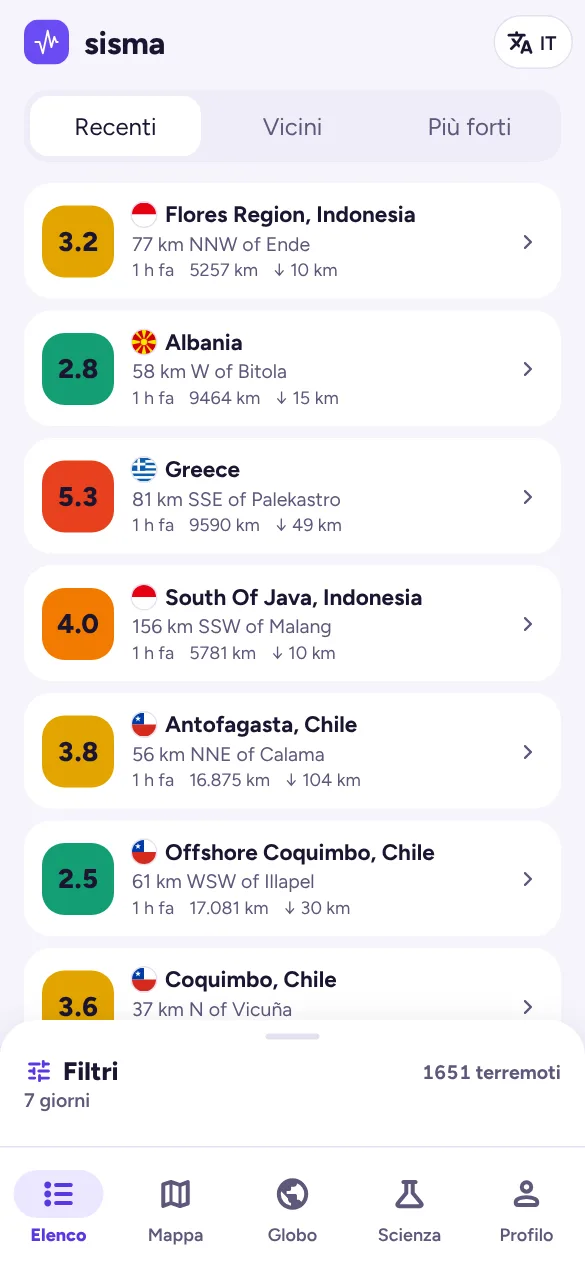 sisma
IT
Recenti
Vicini
Più forti
3.2
Flores Region, Indonesia
77 km NNW of Ende
1 h fa 5257 km ↓ 10 km
2.8
Albania
58 km W of Bitola
1 h fa 9464 km ↓ 15 km
5.3
Greece
81 km SSE of Palekastro
1 h fa 9590 km ↓ 49 km
4.0
South Of Java, Indonesia
156 km SSW of Malang
1 h fa 5781 km ↓ 10 km
3.8
Antofagasta, Chile
56 km NNE of Calama
1 h fa 16.875 km ↓ 104 km
2.5
Offshore Coquimbo, Chile
61 km WSW of Illapel
1 h fa 17.081 km ↓ 30 km
3.6
Coquimbo, Chile
37 km N of Vicuña
Filtri
1651 terremoti
7 giorni
Elenco
Mappa
Globo
Scienza
Profilo